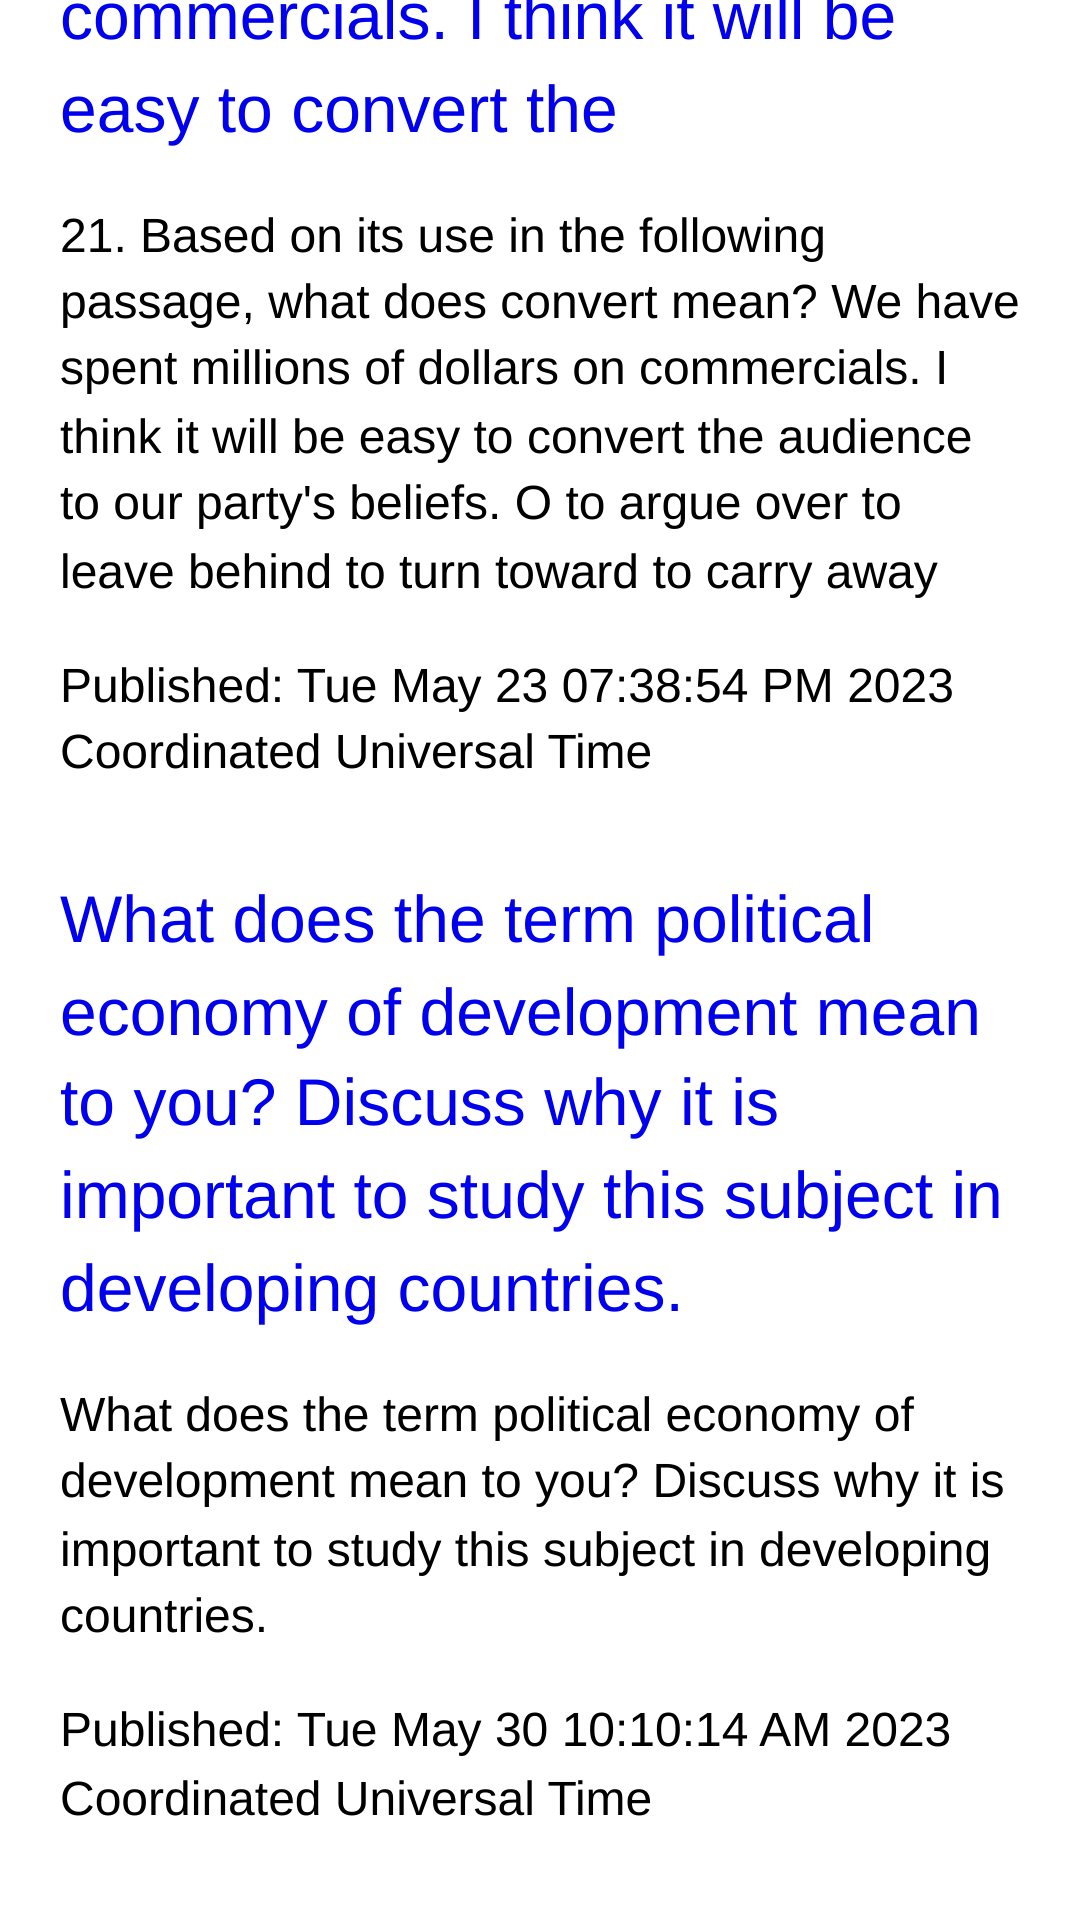 commercials. I think it will be
easy to convert the
21. Based on its use in the following
passage, what does convert mean? We have
spent millions of dollars on commercials. I
think it will be easy to convert the audience
to our party's beliefs. O to argue over to
leave behind to turn toward to carry away
Published: Tue May 23 07:38:54 PM 2023
Coordinated Universal Time
What does the term political
economy of development mean
to you? Discuss why it is
important to study this subject in
developing countries.
What does the term political economy of
development mean to you? Discuss why it is
important to study this subject in developing
countries.
Published: Tue May 30 10:10:14 AM 2023
Coordinated Universal Time